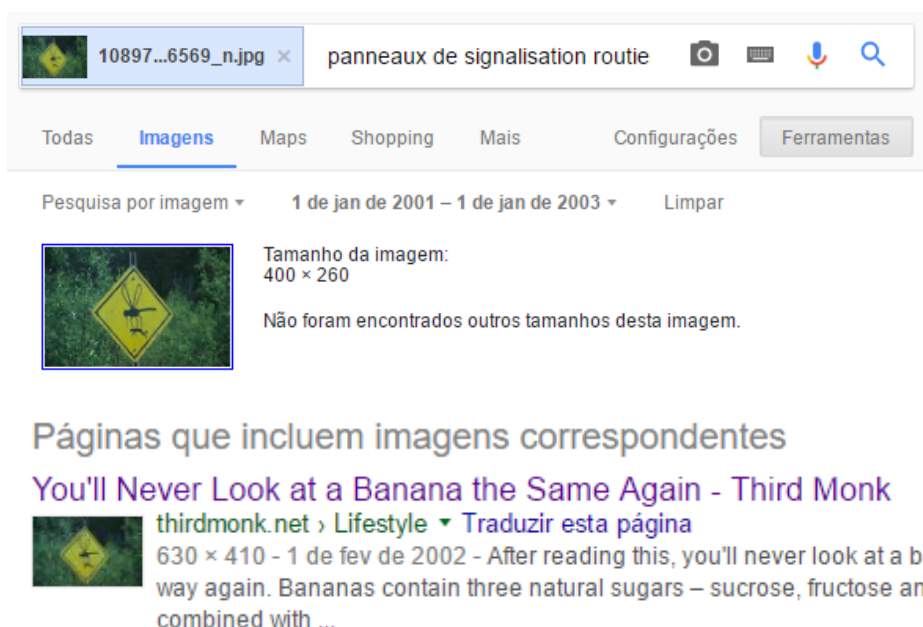 10897...6569_n.jpg × panneaux de signalisation routie
Todas Imagens Maps Shopping Mais Configurações Ferramentas
Pesquisa por imagem 1 de jan de 2001 – 1 de jan de 2003 Limpar
Tamanho da imagem:
400 × 260
Não foram encontrados outros tamanhos desta imagem.
Páginas que incluem imagens correspondentes
You'll Never Look at a Banana the Same Again - Third Monk
thirdmonk.net › Lifestyle Traduzir esta página
630 × 410 - 1 de fev de 2002 - After reading this, you'll never look at a b
way again. Bananas contain three natural sugars – sucrose, fructose an
combined with ...